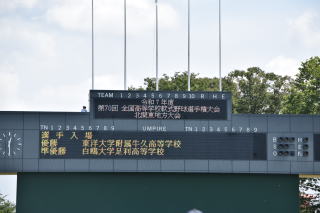 TEAM 1 2 3 4 5 6 7 8 9 10 R H E
令和7年度
第70回 全国高等学校軟式野球選手権大会
北関東地方大会
TN 1 2 3 4 5 6 7 8 9 UMPIRE TN 1 2 3 4 5 6 7 8 9
選手入場
優勝 東洋大学附属牛久高等学校
準優勝 白鴎大学足利高等学校